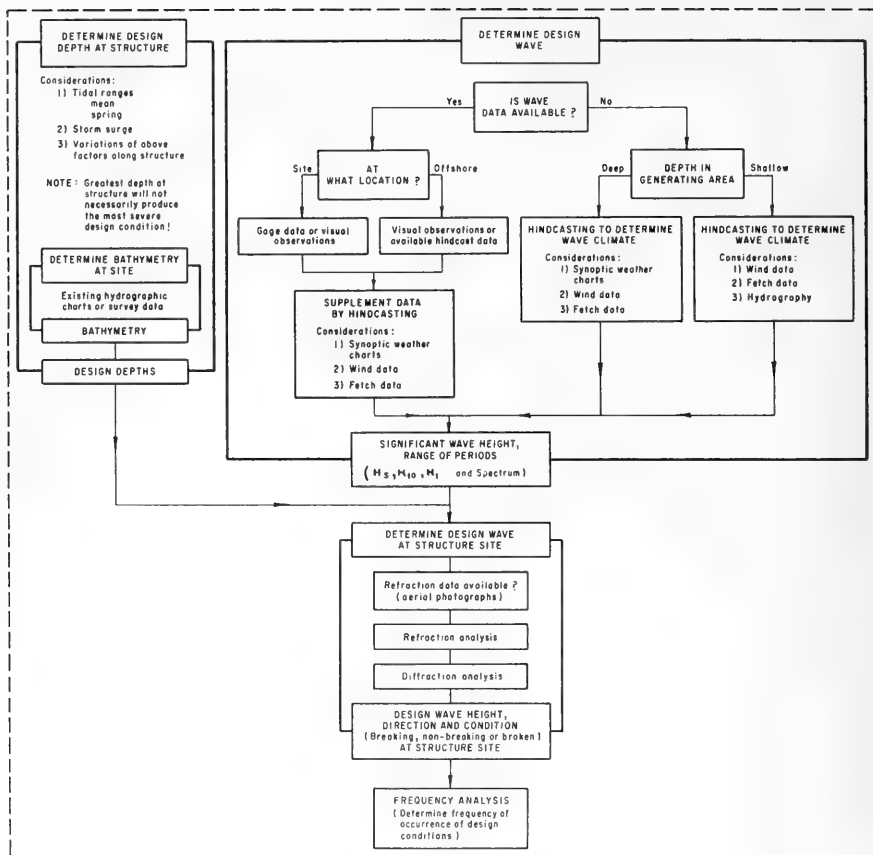 DETERMINE DESIGN
DEPTH AT STRUCTURE
Considerations:
1) Tidal ranges
mean
spring
2) Storm surge
3) Variations of above
factors along structure
NOTE: Greatest depth at
structure will not
necessarily produce
the most severe
design condition!
DETERMINE BATHYMETRY
AT SITE
Existing hydrographic
charts or survey data
BATHYMETRY
DESIGN DEPTHS
DETERMINE DESIGN
WAVE
IS WAVE
DATA AVAILABLE ?
Yes
No
AT
WHAT LOCATION ?
Site
Offshore
Gage data or visual
observations
Visual observations or
available hindcast data
SUPPLEMENT DATA
BY HINDCASTING
Considerations:
1) Synoptic weather
charts
2) Wind data
3) Fetch data
DEPTH IN
GENERATING AREA
Deep
Shallow
HINDCASTING TO DETERMINE
WAVE CLIMATE
Considerations:
1) Synoptic weather
charts
2) Wind data
3) Fetch data
HINDCASTING TO DETERMINE
WAVE CLIMATE
Considerations:
1) Wind data
2) Fetch data
3) Hydrography
SIGNIFICANT WAVE HEIGHT,
RANGE OF PERIODS
(HS, H10, H1 and Spectrum)
DETERMINE DESIGN WAVE
AT STRUCTURE SITE
Refraction data available ?
(aerial photographs)
Refraction analysis
Diffraction analysis
DESIGN WAVE HEIGHT,
DIRECTION AND CONDITION
(Breaking, non-breaking or broken)
AT STRUCTURE SITE
FREQUENCY ANALYSIS
(Determine frequency of
occurrence of design
conditions)